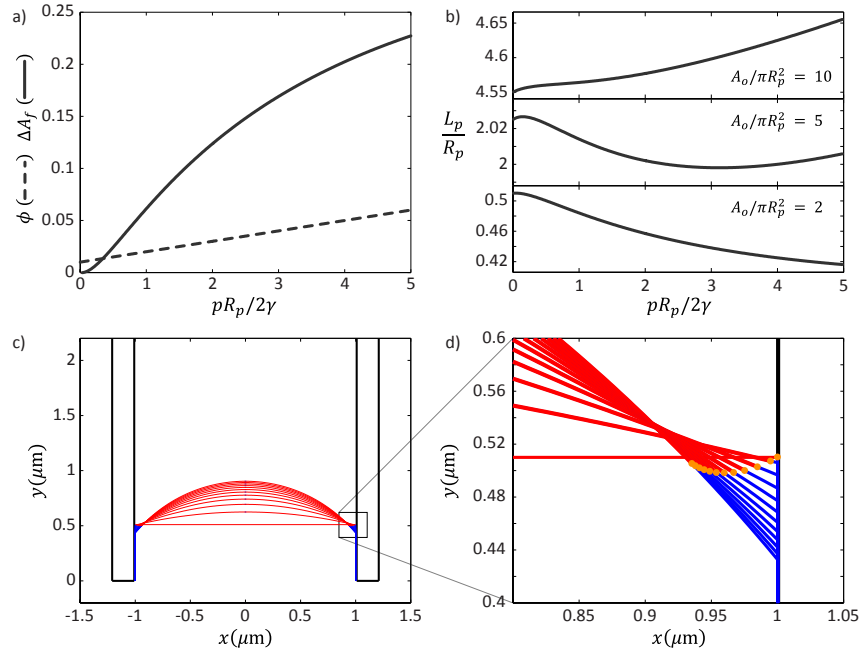 a)
0.25
0.2
0.15
0.1
0.05
0
0 1 2 3 4 5
pR_p/2γ
ϕ (- - -) ΔA_f (—)
b)
4.65
4.6
4.55
A_o/πR_p^2 = 10
2.02
2
A_o/πR_p^2 = 5
0.5
0.42
A_o/πR_p^2 = 2
L_p/R_p
0 1 2 3 4 5
pR_p/2γ
c)
2
1.5
1
0.5
0
-1.5 -1 -0.5 0 0.5 1 1.5
x(μm)
y(μm)
d)
0.6
0.56
0.52
0.48
0.44
0.4
0.85 0.9 0.95 1 1.05
x(μm)
y(μm)